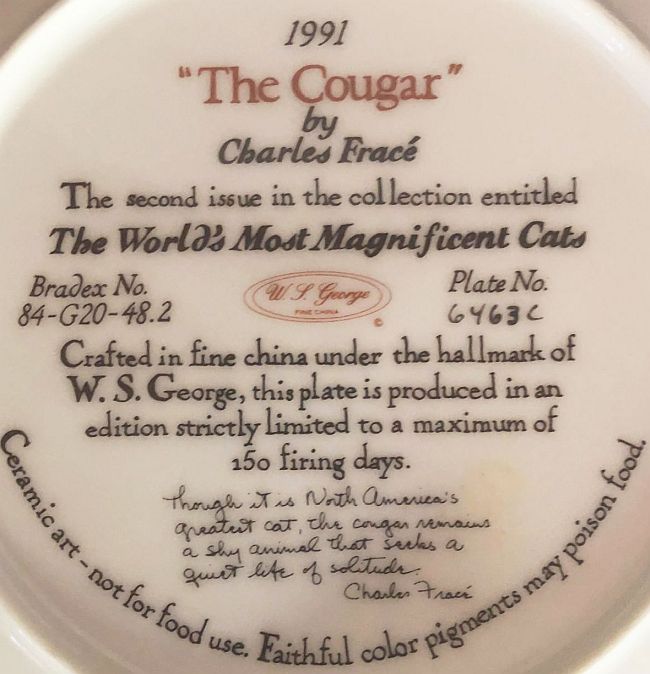 1991
"The Cougar"
by
Charles Fracé
The second issue in the collection entitled
The World's Most Magnificent Cats
Bradex No.
84-G20-48.2
W. S. George
FINE CHINA
©
Plate No.
6463C
Crafted in fine china under the hallmark of
W. S. George, this plate is produced in an
edition strictly limited to a maximum of
150 firing days.
Though it is North America's
greatest cat, the cougar remains
a shy animal that seeks a
quiet life of solitude.
Charles Fracé
Ceramic art - not for food use. Faithful color pigments may poison food.